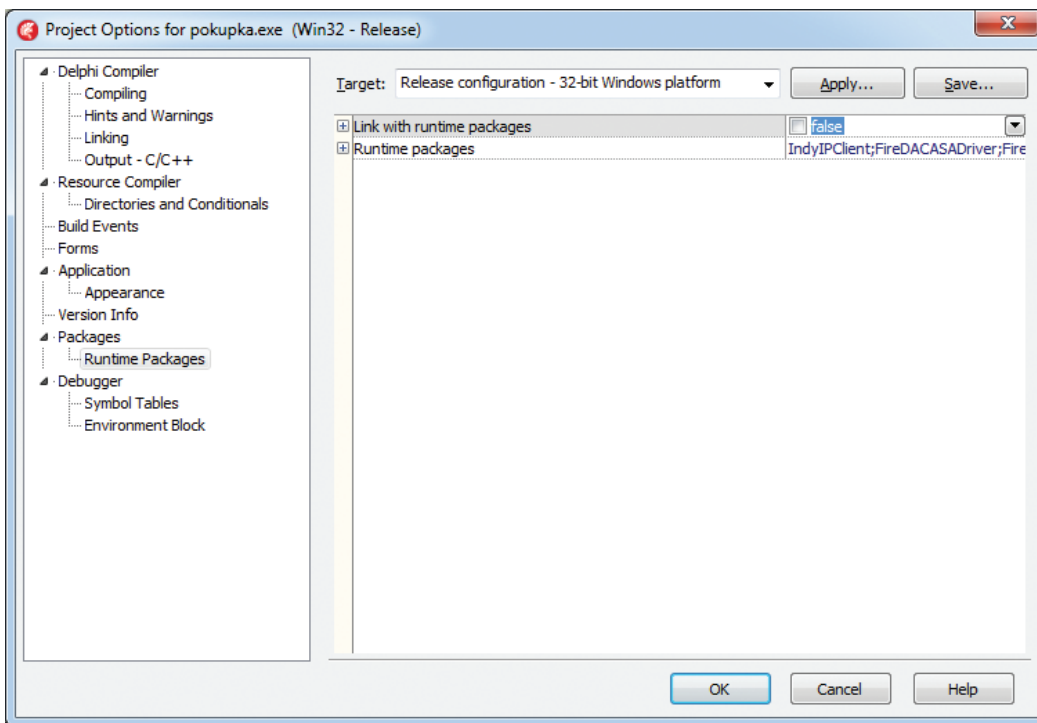 Project Options for pokupka.exe (Win32 - Release)
Delphi Compiler
Compiling
Hints and Warnings
Linking
Output - C/C++
Resource Compiler
Directories and Conditionals
Build Events
Forms
Application
Appearance
Version Info
Packages
Runtime Packages
Debugger
Symbol Tables
Environment Block
Target: Release configuration - 32-bit Windows platform Apply... Save...
Link with runtime packages false
Runtime packages IndyIPClient;FireDACASADriver;Fire
OK Cancel Help